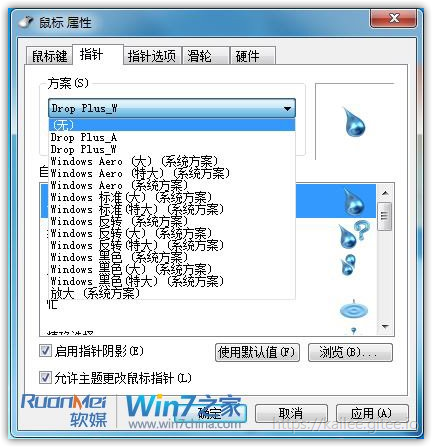 鼠标 属性
鼠标键 指针 指针选项 滑轮 硬件
方案(S)
Drop Plus_W
(无)
Drop Plus_A
Drop Plus_W
Windows Aero (大) (系统方案)
Windows Aero (特大) (系统方案)
Windows Aero (系统方案)
Windows 标准(大) (系统方案)
Windows 标准(特大) (系统方案)
Windows 反转 (系统方案)
Windows 反转(大) (系统方案)
Windows 反转(特大) (系统方案)
Windows 黑色 (系统方案)
Windows 黑色(大) (系统方案)
Windows 黑色(特大) (系统方案)
放大 (系统方案)
启用指针阴影(E)
使用默认值(F) 浏览(B)...
允许主题更改鼠标指针(L)
RuanMei
软媒
Win7之家
www.win7china.com
确定 取消 应用(A)